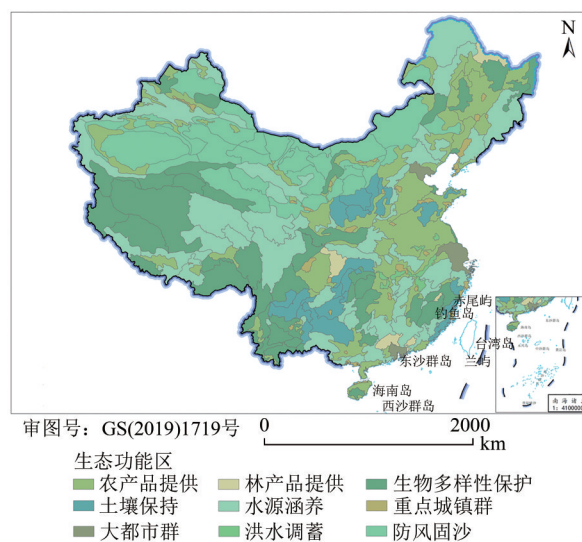 N
赤尾屿
钓鱼岛
台湾岛
兰屿
东沙群岛
海南岛
西沙群岛
南海诸岛
审图号：GS(2019)1719号
0 2000
km
生态功能区
农产品提供 林产品提供 生物多样性保护
土壤保持 水源涵养 重点城镇群
大都市群 洪水调蓄 防风固沙